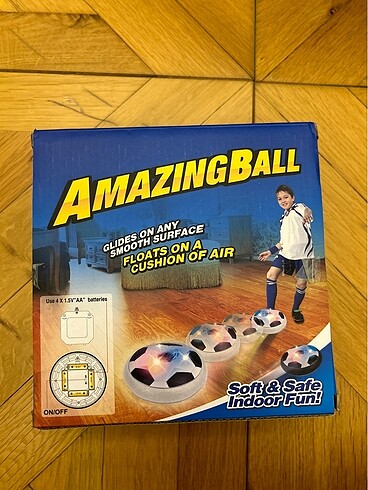 AMAZINGBALL
GLIDES ON ANY
SMOOTH SURFACE
FLOATS ON A
CUSHION OF AIR
Use 4 X 1.5V"AA" batteries
ON/OFF
Soft & Safe
Indoor Fun!